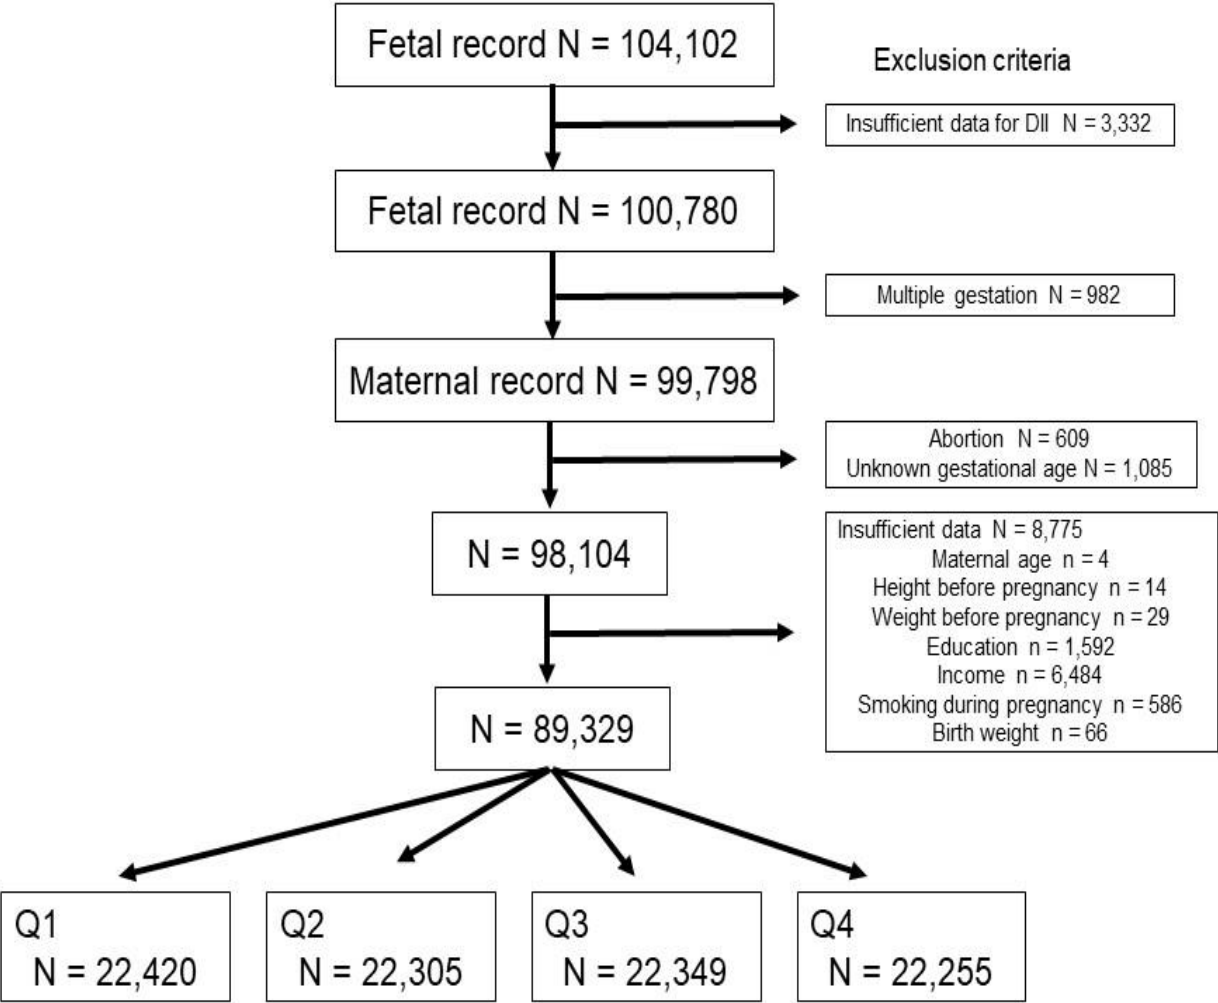 Fetal record N = 104,102
Exclusion criteria
Insufficient data for DII N = 3,332
Fetal record N = 100,780
Multiple gestation N = 982
Maternal record N = 99,798
Abortion N = 609
Unknown gestational age N = 1,085
N = 98,104
Insufficient data N = 8,775
Maternal age n = 4
Height before pregnancy n = 14
Weight before pregnancy n = 29
Education n = 1,592
Income n = 6,484
Smoking during pregnancy n = 586
Birth weight n = 66
N = 89,329
Q1
N = 22,420
Q2
N = 22,305
Q3
N = 22,349
Q4
N = 22,255